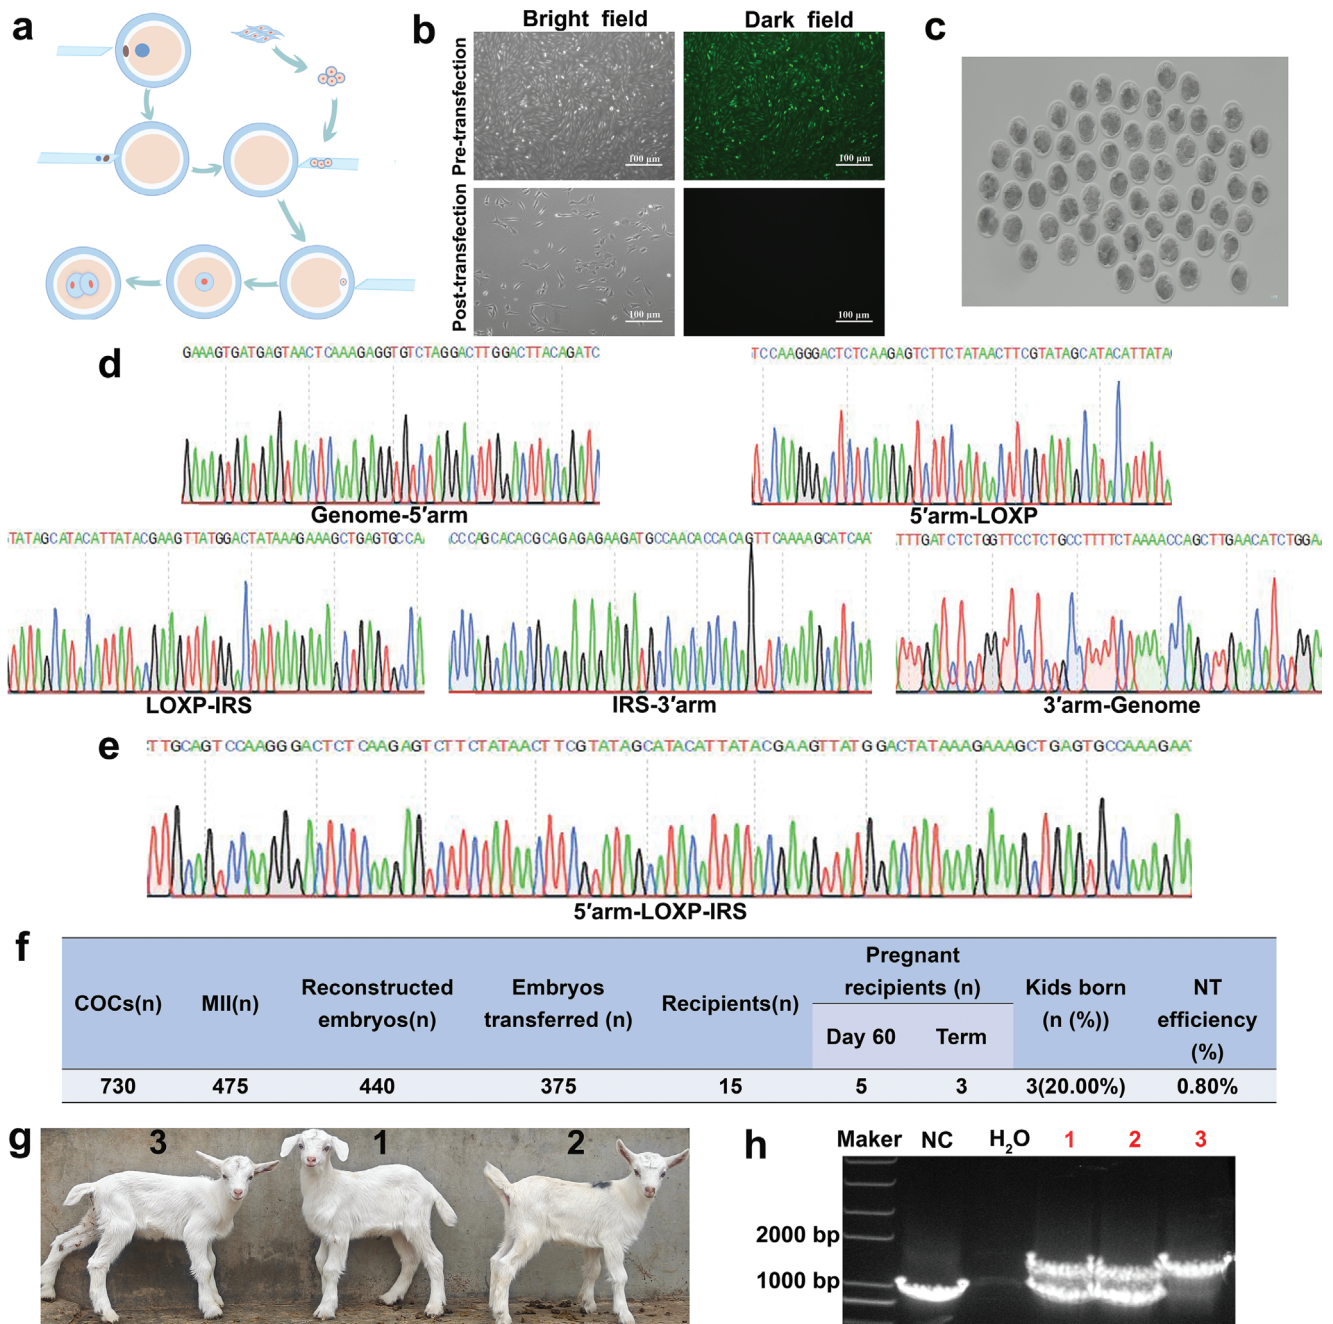 a
b
Bright field
Dark field
c
Pre-transfection
100 µm
100 µm
Post-transfection
100 µm
100 µm
d
GAAAGTGATGAGTAACTCAAAGAGGTGTCTAGGACTTGGACTTACAGATC
TCCAAGGGACTCTCAAGAGTCTTCTATAACTTCGTATAGCATACATTATA
Genome-5′arm
5′arm-LOXP
TATAGCATACATTATACGAAGTTATGGACTATAAAGAAAGCTGAGTGCCA
ACCCAGCACACGCAGAGAGAAGATGCCAACACCACAGTTCAAAAGCATCAA
TTTGATCTCTGGTTCCTCTGCCTTTTCTAAAACCAGCTTGAACATCTGGA
LOXP-IRS
IRS-3′arm
3′arm-Genome
e
TTGCAGTCCAAGGGACTCTCAAGAGTCTTCTATAACTTCGTATAGCATACATTATACGAAGTTATGGACTATAAAGAAAGCTGAGTGCCAAAGAA
5′arm-LOXP-IRS
f
COCs(n)
MII(n)
Reconstructed embryos(n)
Embryos transferred (n)
Recipients(n)
Pregnant recipients (n)
Day 60
Term
Kids born (n (%))
NT efficiency (%)
730 475 440 375 15 5 3 3(20.00%) 0.80%
g
3 1 2
h
Maker NC H₂O 1 2 3
2000 bp
1000 bp